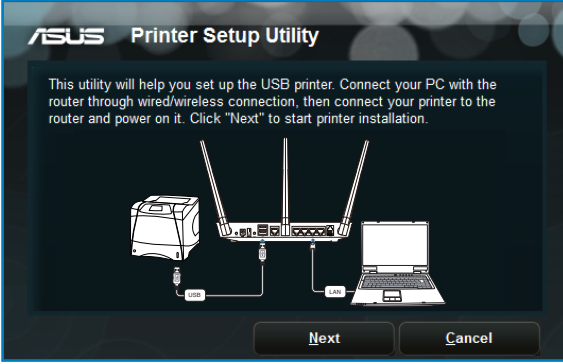 ASUS Printer Setup Utility
This utility will help you set up the USB printer. Connect your PC with the
router through wired/wireless connection, then connect your printer to the
router and power on it. Click "Next" to start printer installation.
USB
LAN
Next
Cancel